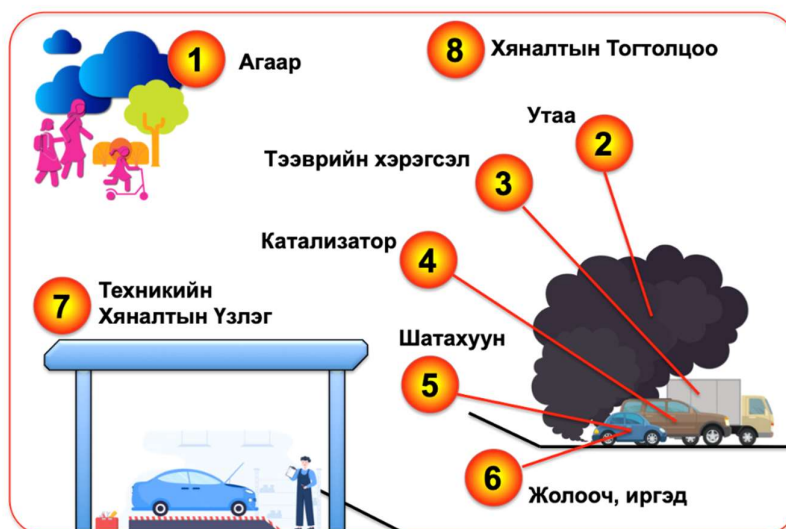 1
Агаар
8
Хяналтын Тогтолцоо
Утаа
2
Тээврийн хэрэгсэл
3
Катализатор
4
7
Техникийн
Хяналтын Үзлэг
Шатахуун
5
6
Жолооч, иргэд